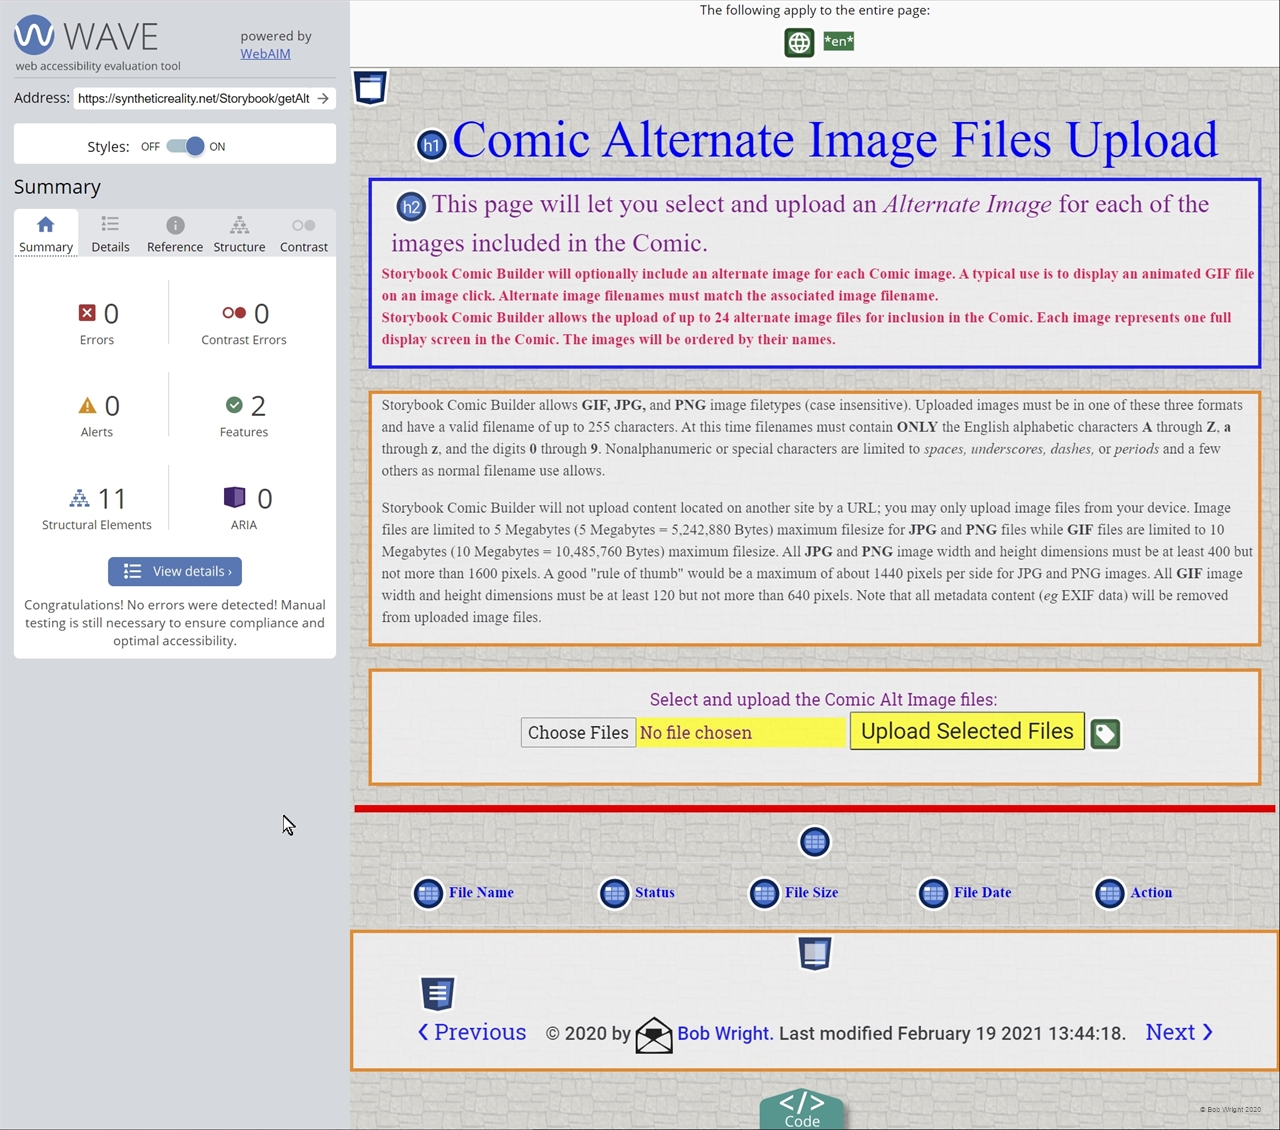 WAVE
powered by
WebAIM
web accessibility evaluation tool
Address: https://syntheticreality.net/Storybook/getAlt
Styles: OFF ON
Summary
Summary Details Reference Structure Contrast
0 0
Errors Contrast Errors
0 2
Alerts Features
11 0
Structural Elements ARIA
View details ›
Congratulations! No errors were detected! Manual
testing is still necessary to ensure compliance and
optimal accessibility.
The following apply to the entire page:
*en*
h1 Comic Alternate Image Files Upload
h2 This page will let you select and upload an Alternate Image for each of the
images included in the Comic.
Storybook Comic Builder will optionally include an alternate image for each Comic image. A typical use is to display an animated GIF file
on an image click. Alternate image filenames must match the associated image filename.
Storybook Comic Builder allows the upload of up to 24 alternate image files for inclusion in the Comic. Each image represents one full
display screen in the Comic. The images will be ordered by their names.
Storybook Comic Builder allows GIF, JPG, and PNG image filetypes (case insensitive). Uploaded images must be in one of these three formats
and have a valid filename of up to 255 characters. At this time filenames must contain ONLY the English alphabetic characters A through Z, a
through z, and the digits 0 through 9. Nonalphanumeric or special characters are limited to spaces, underscores, dashes, or periods and a few
others as normal filename use allows.
Storybook Comic Builder will not upload content located on another site by a URL; you may only upload image files from your device. Image
files are limited to 5 Megabytes (5 Megabytes = 5,242,880 Bytes) maximum filesize for JPG and PNG files while GIF files are limited to 10
Megabytes (10 Megabytes = 10,485,760 Bytes) maximum filesize. All JPG and PNG image width and height dimensions must be at least 400 but
not more than 1600 pixels. A good "rule of thumb" would be a maximum of about 1440 pixels per side for JPG and PNG images. All GIF image
width and height dimensions must be at least 120 but not more than 640 pixels. Note that all metadata content (eg EXIF data) will be removed
from uploaded image files.
Select and upload the Comic Alt Image files:
Choose Files No file chosen Upload Selected Files
File Name Status File Size File Date Action
‹ Previous © 2020 by Bob Wright. Last modified February 19 2021 13:44:18. Next ›
</>
Code
© Bob Wright 2020